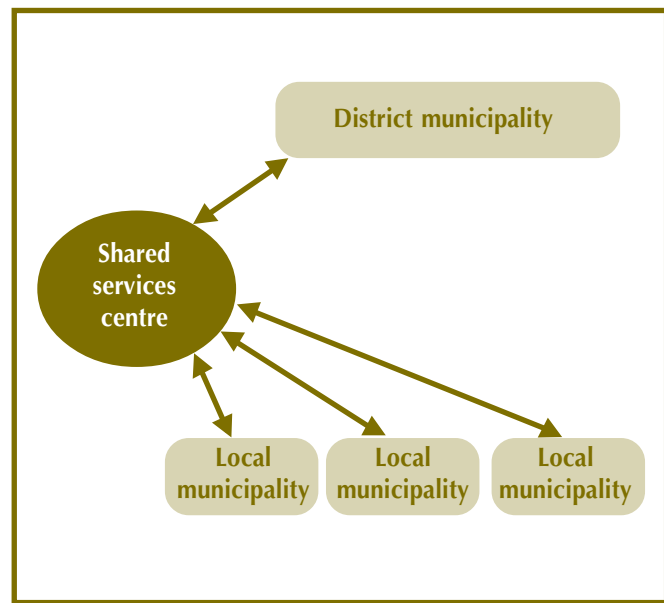 District municipality
Shared
services
centre
Local
municipality
Local
municipality
Local
municipality